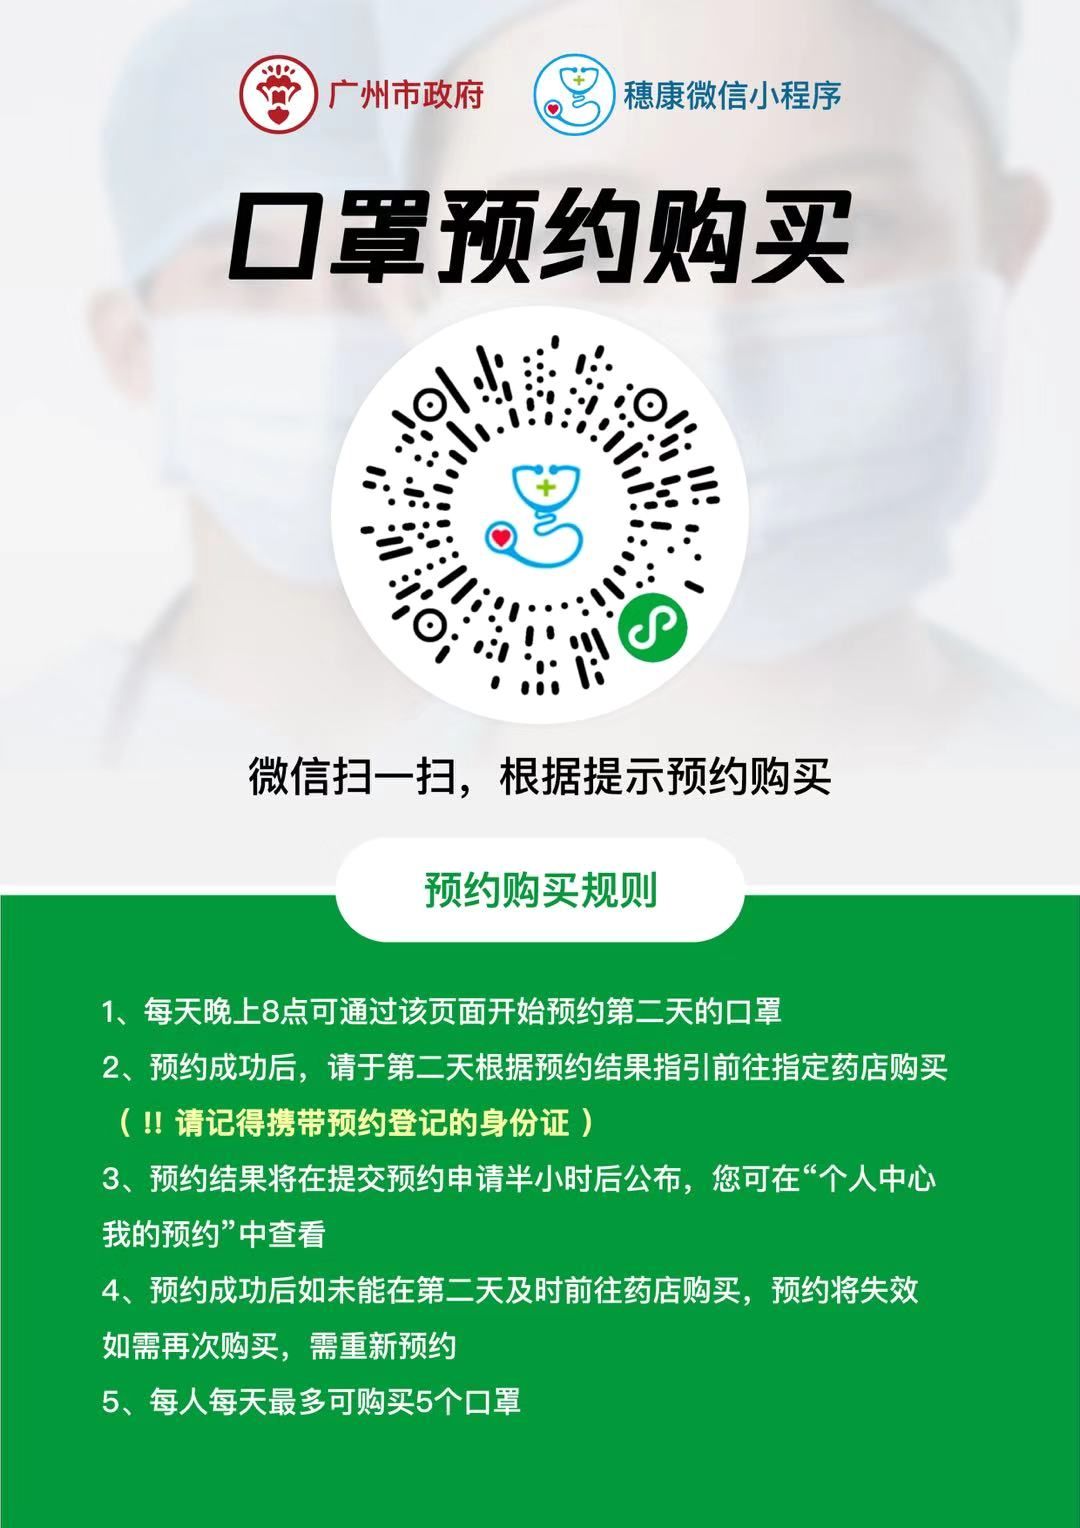 广州市政府 穗康微信小程序
口罩预约购买
微信扫一扫，根据提示预约购买
预约购买规则
1、每天晚上8点可通过该页面开始预约第二天的口罩
2、预约成功后，请于第二天根据预约结果指引前往指定药店购买
（ !! 请记得携带预约登记的身份证 ）
3、预约结果将在提交预约申请半小时后公布，您可在“个人中心
我的预约”中查看
4、预约成功后如未能在第二天及时前往药店购买，预约将失效
如需再次购买，需重新预约
5、每人每天最多可购买5个口罩